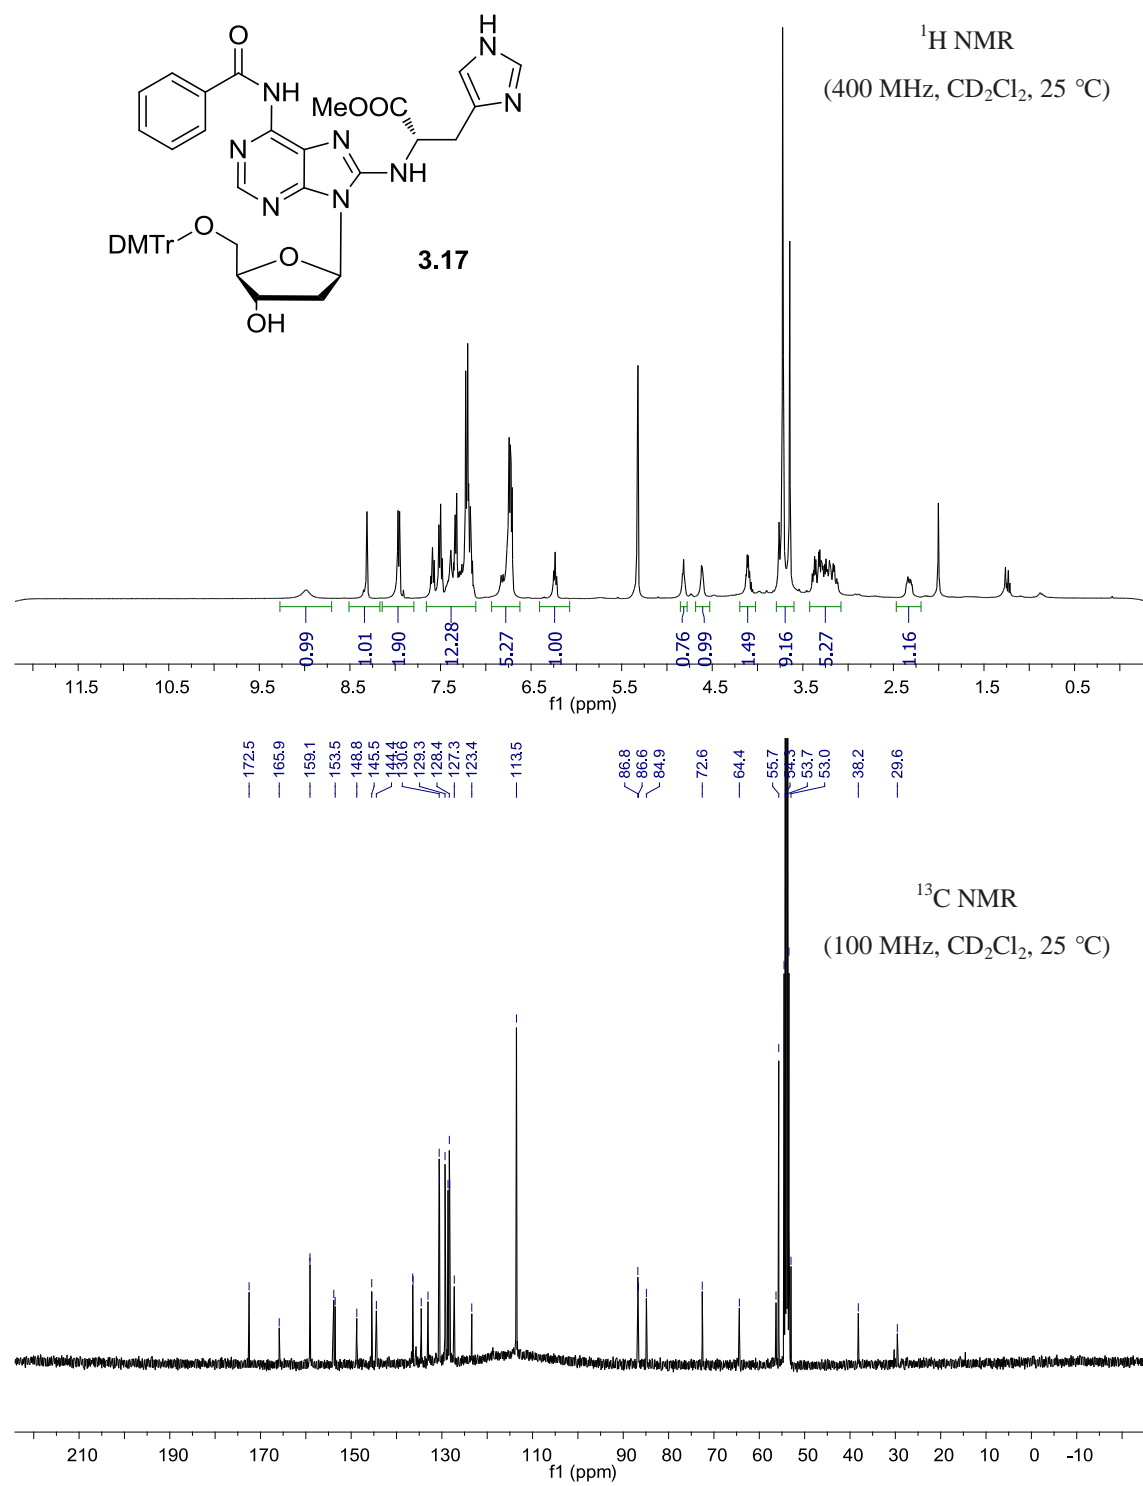 O
NH
MeOOC
H
N
N
N
N
N
N
NH
O
DMTr
O
OH
3.17
¹H NMR
(400 MHz, CD₂Cl₂, 25 °C)
0.99 1.01 1.90 12.28 5.27 1.00 0.76 0.99 1.49 9.16 5.27 1.16
11.5 10.5 9.5 8.5 7.5 6.5 5.5 4.5 3.5 2.5 1.5 0.5
f1 (ppm)
172.5 165.9 159.1 153.5 148.8 145.5 144.4 130.6 129.3 128.4 127.3 123.4 113.5 86.8 86.6 84.9 72.6 64.4 55.7 54.3 53.7 53.0 38.2 29.6
¹³C NMR
(100 MHz, CD₂Cl₂, 25 °C)
210 190 170 150 130 110 90 80 70 60 50 40 30 20 10 0 -10
f1 (ppm)